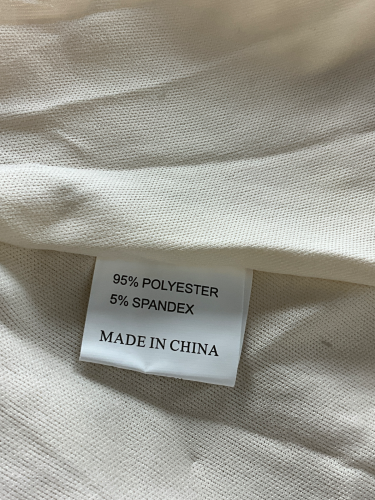 95% POLYESTER
5% SPANDEX
MADE IN CHINA